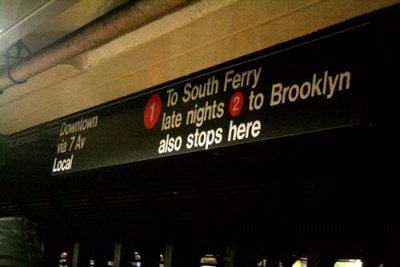 Downtown
via 7 Av
Local
1 To South Ferry
late nights 2 to Brooklyn
also stops here